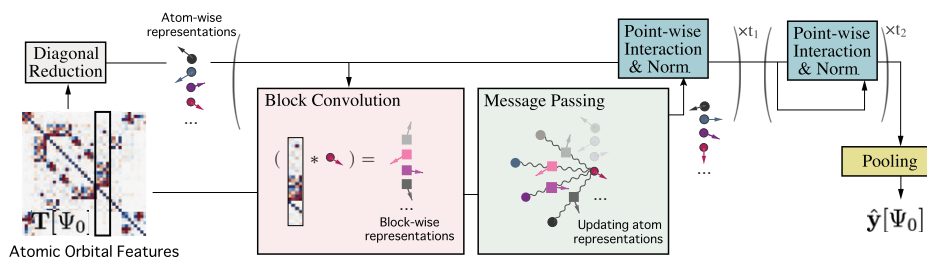 Atom-wise
representations
Diagonal
Reduction
...
T[Ψ₀]
Atomic Orbital Features
Block Convolution
( * ) =
...
Block-wise
representations
Message Passing
...
Updating atom
representations
Point-wise
Interaction
& Norm.
×t₁
...
Point-wise
Interaction
& Norm.
×t₂
Pooling
ŷ[Ψ₀]